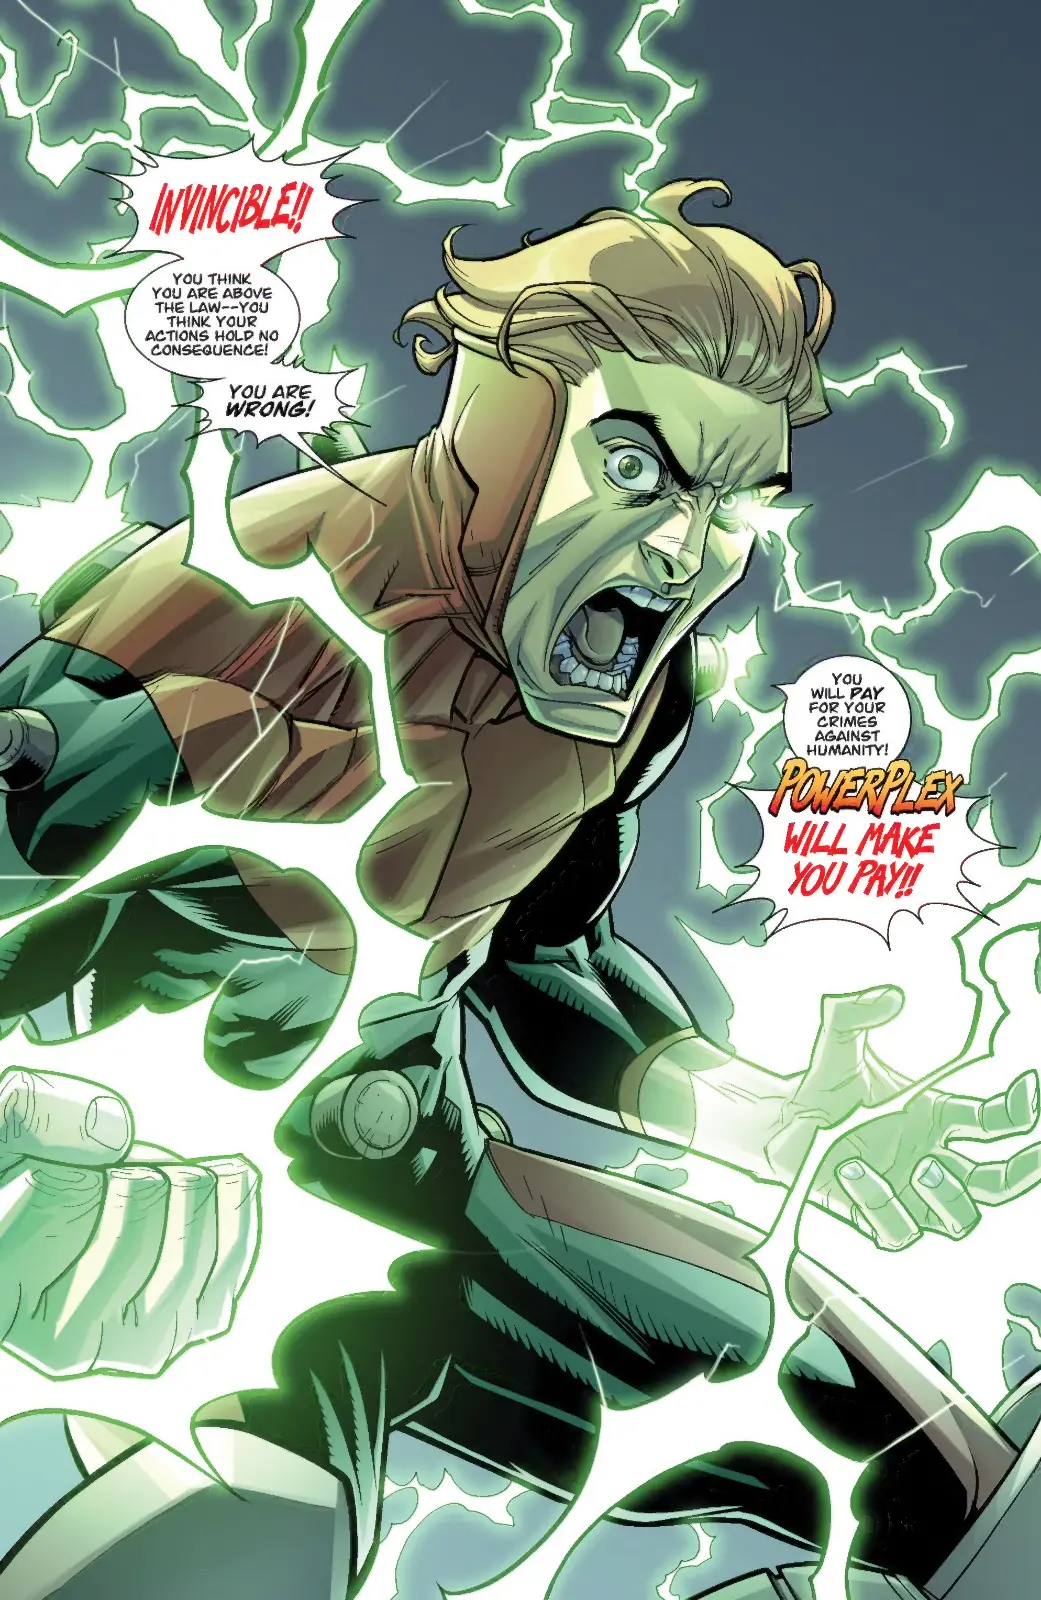 INVINCIBLE!!
YOU THINK
YOU ARE ABOVE
THE LAW--YOU
THINK YOUR
ACTIONS HOLD NO
CONSEQUENCE!
YOU ARE
WRONG!
YOU
WILL PAY
FOR YOUR
CRIMES
AGAINST
HUMANITY!
POWERPLEX
WILL MAKE
YOU PAY!!